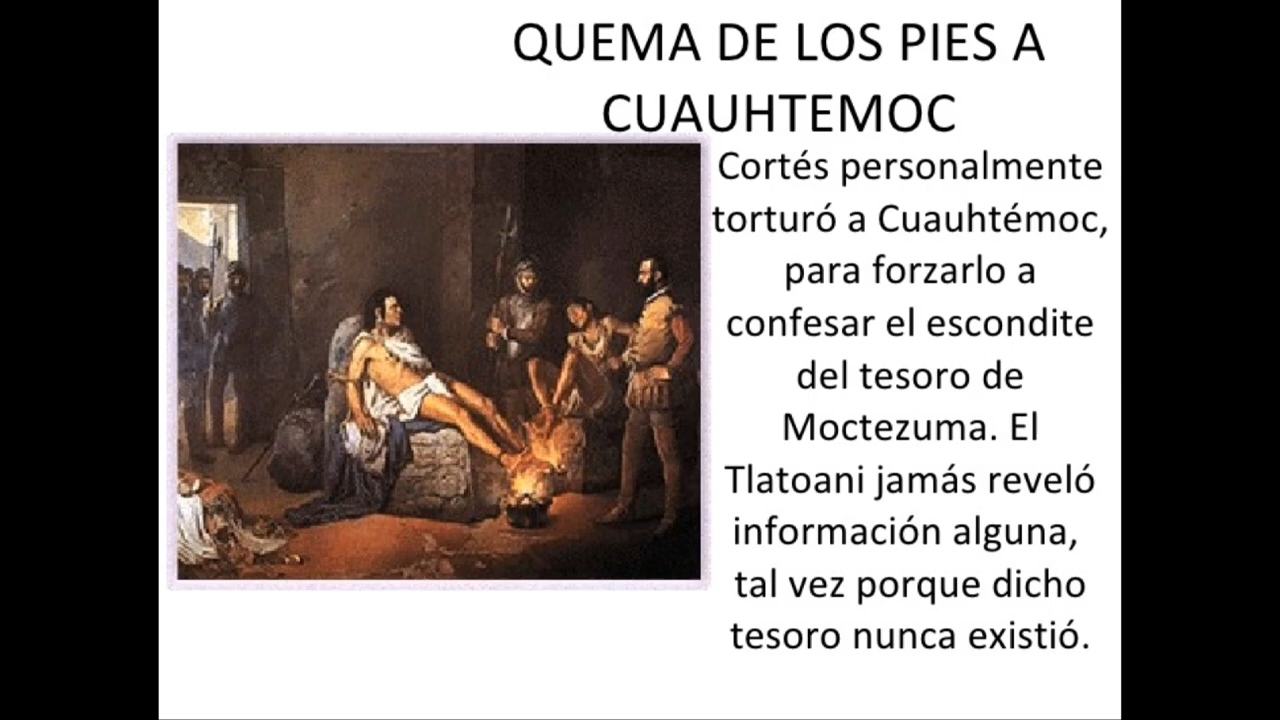 QUEMA DE LOS PIES A
CUAUHTEMOC
Cortés personalmente
torturó a Cuauhtémoc,
para forzarlo a
confesar el escondite
del tesoro de
Moctezuma. El
Tlatoani jamás reveló
información alguna,
tal vez porque dicho
tesoro nunca existió.